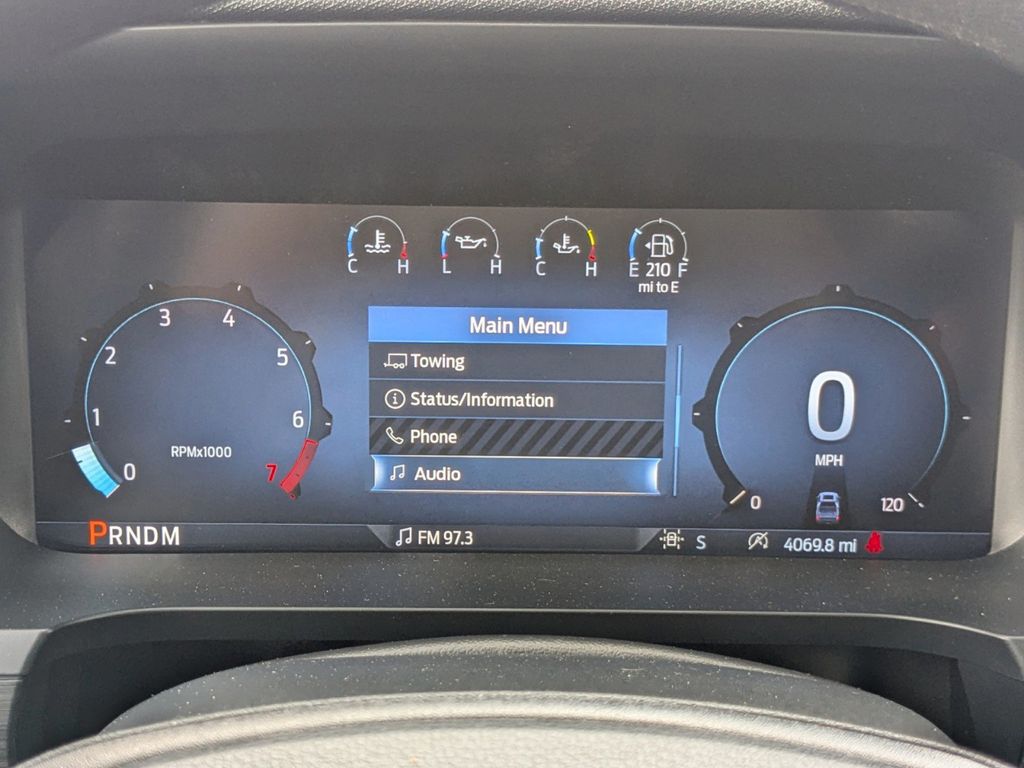 C H
L H
C H
E 210 F
mi to E
Main Menu
Towing
Status/Information
Phone
Audio
0
1
2
3
4
5
6
7
RPMx1000
0
MPH
0
120
PRNDM
FM 97.3
S
4069.8 mi